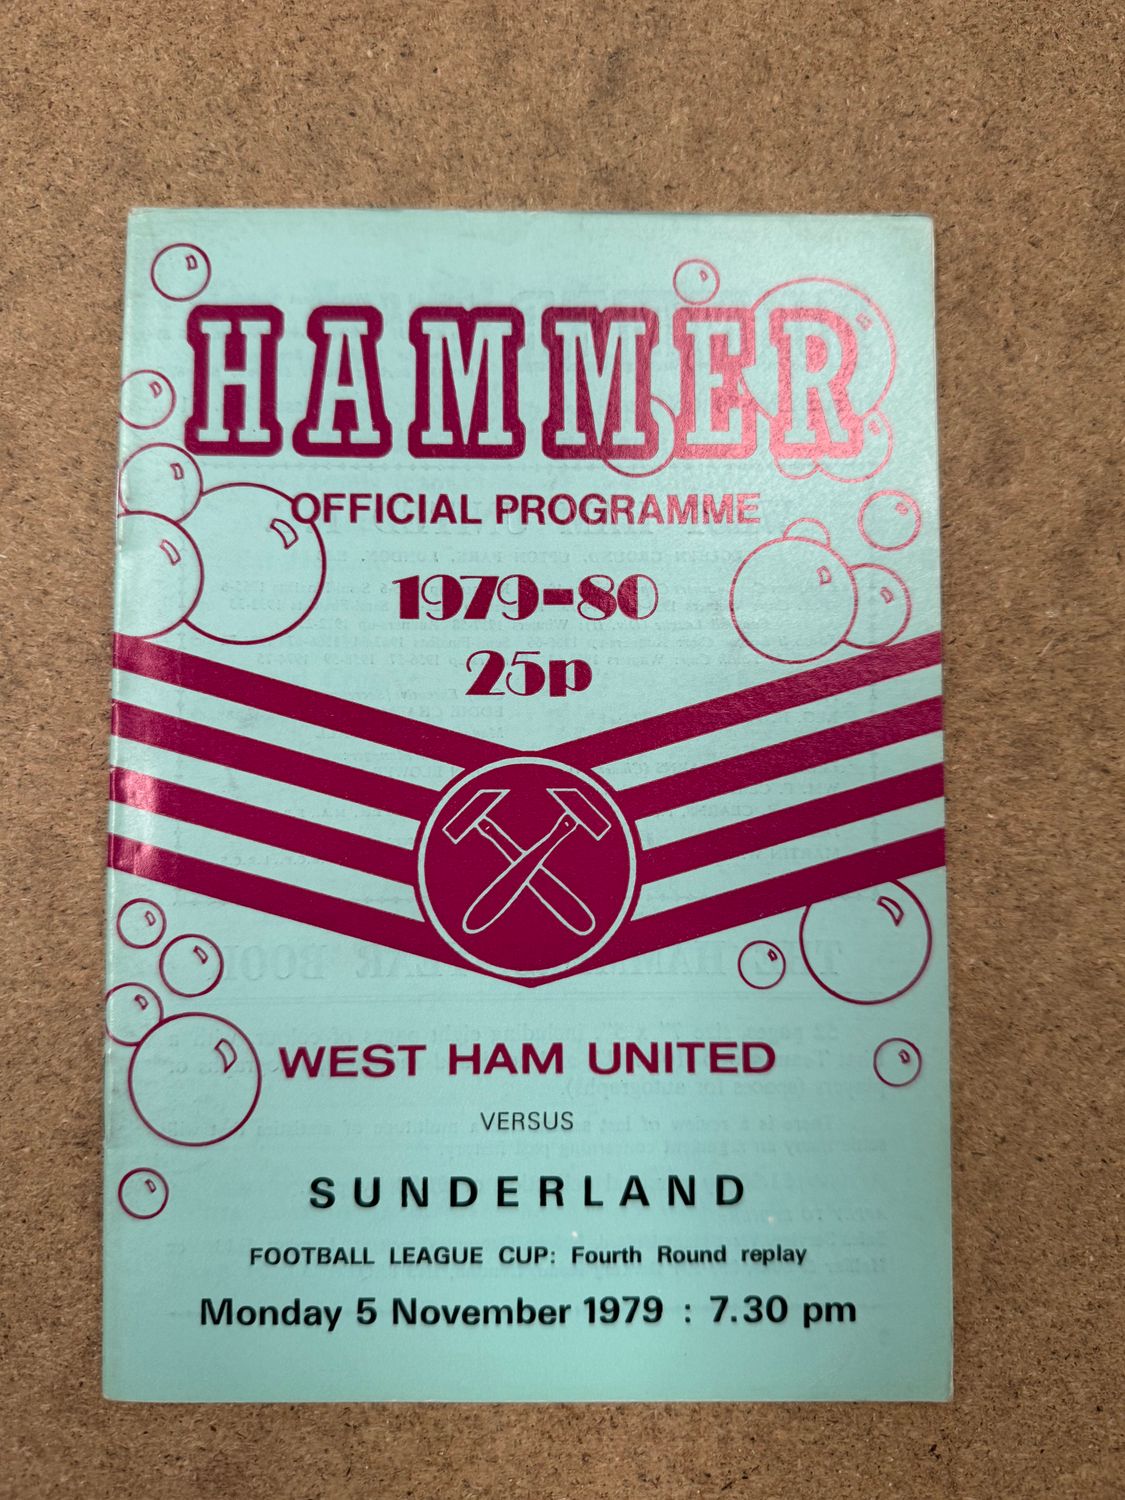 HAMMER
OFFICIAL PROGRAMME
1979-80
25p
WEST HAM UNITED
VERSUS
SUNDERLAND
FOOTBALL LEAGUE CUP: Fourth Round replay
Monday 5 November 1979 : 7.30 pm